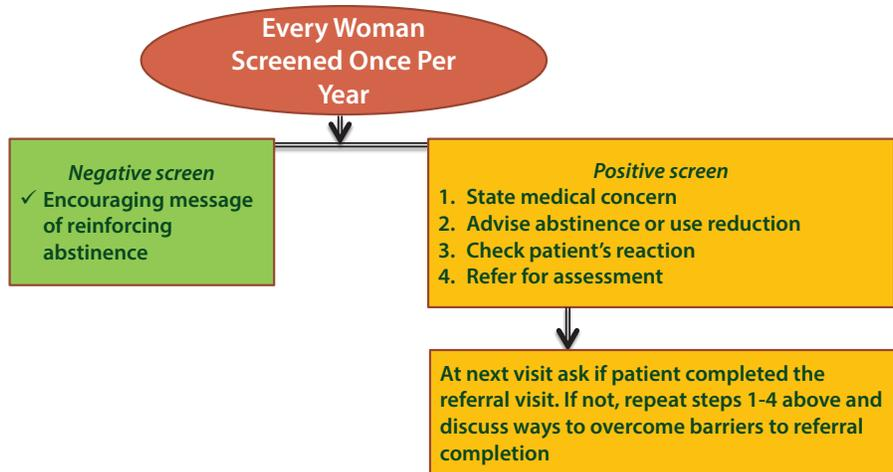 Every Woman
Screened Once Per
Year
Negative screen
✓ Encouraging message
of reinforcing
abstinence
Positive screen
1. State medical concern
2. Advise abstinence or use reduction
3. Check patient’s reaction
4. Refer for assessment
At next visit ask if patient completed the
referral visit. If not, repeat steps 1-4 above and
discuss ways to overcome barriers to referral
completion